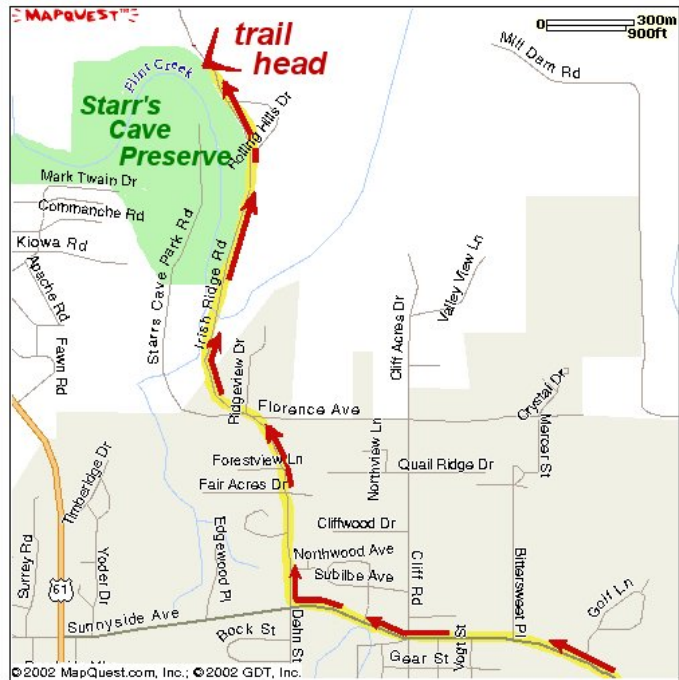 MAPQUEST™
0 300m
900ft
trail
head
Mill Dam Rd
Flint Creek
Starr's
Cave
Preserve
Rolling Hills Dr
Mark Twain Dr
Commanche Rd
Kiowa Rd
Apache Rd
Fawn Rd
Starrs Cave Park Rd
Irish Ridge Rd
Ridgeview Dr
Cliff Acres Dr
Valley View Ln
Crystal Dr
Mercer St
Florence Ave
Northview Ln
Quail Ridge Dr
Forestview Ln
Fair Acres Dr
Timberidge Dr
Cliffwood Dr
Edgewood Pl
Northwood Ave
Subilbe Ave
Surrey Rd
Yoder Dr
61
Cliff Rd
Bittersweet Pl
Golf Ln
Sunnyside Ave
Dehn St
Bock St
Vogt St
Gear St
©2002 MapQuest.com, Inc.; ©2002 GDT, Inc.